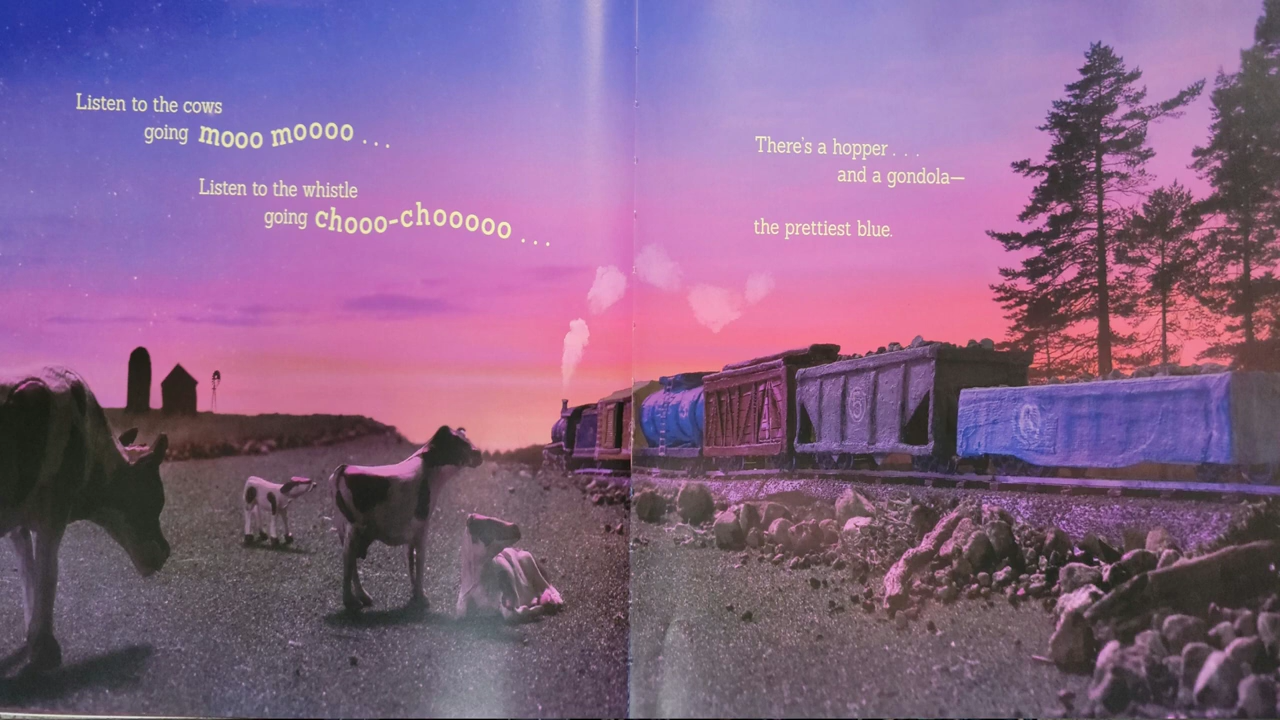 Listen to the cows
going mooo moooo . . .
Listen to the whistle
going chooo-chooooo . . .
There's a hopper . . .
and a gondola—
the prettiest blue.